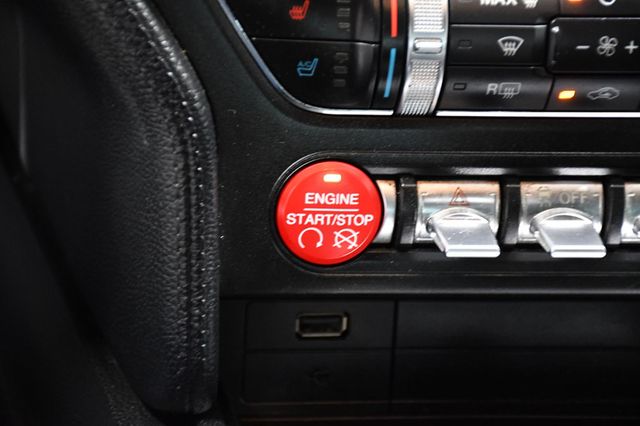 MAX
A/C
R
ENGINE
START/STOP
OFF